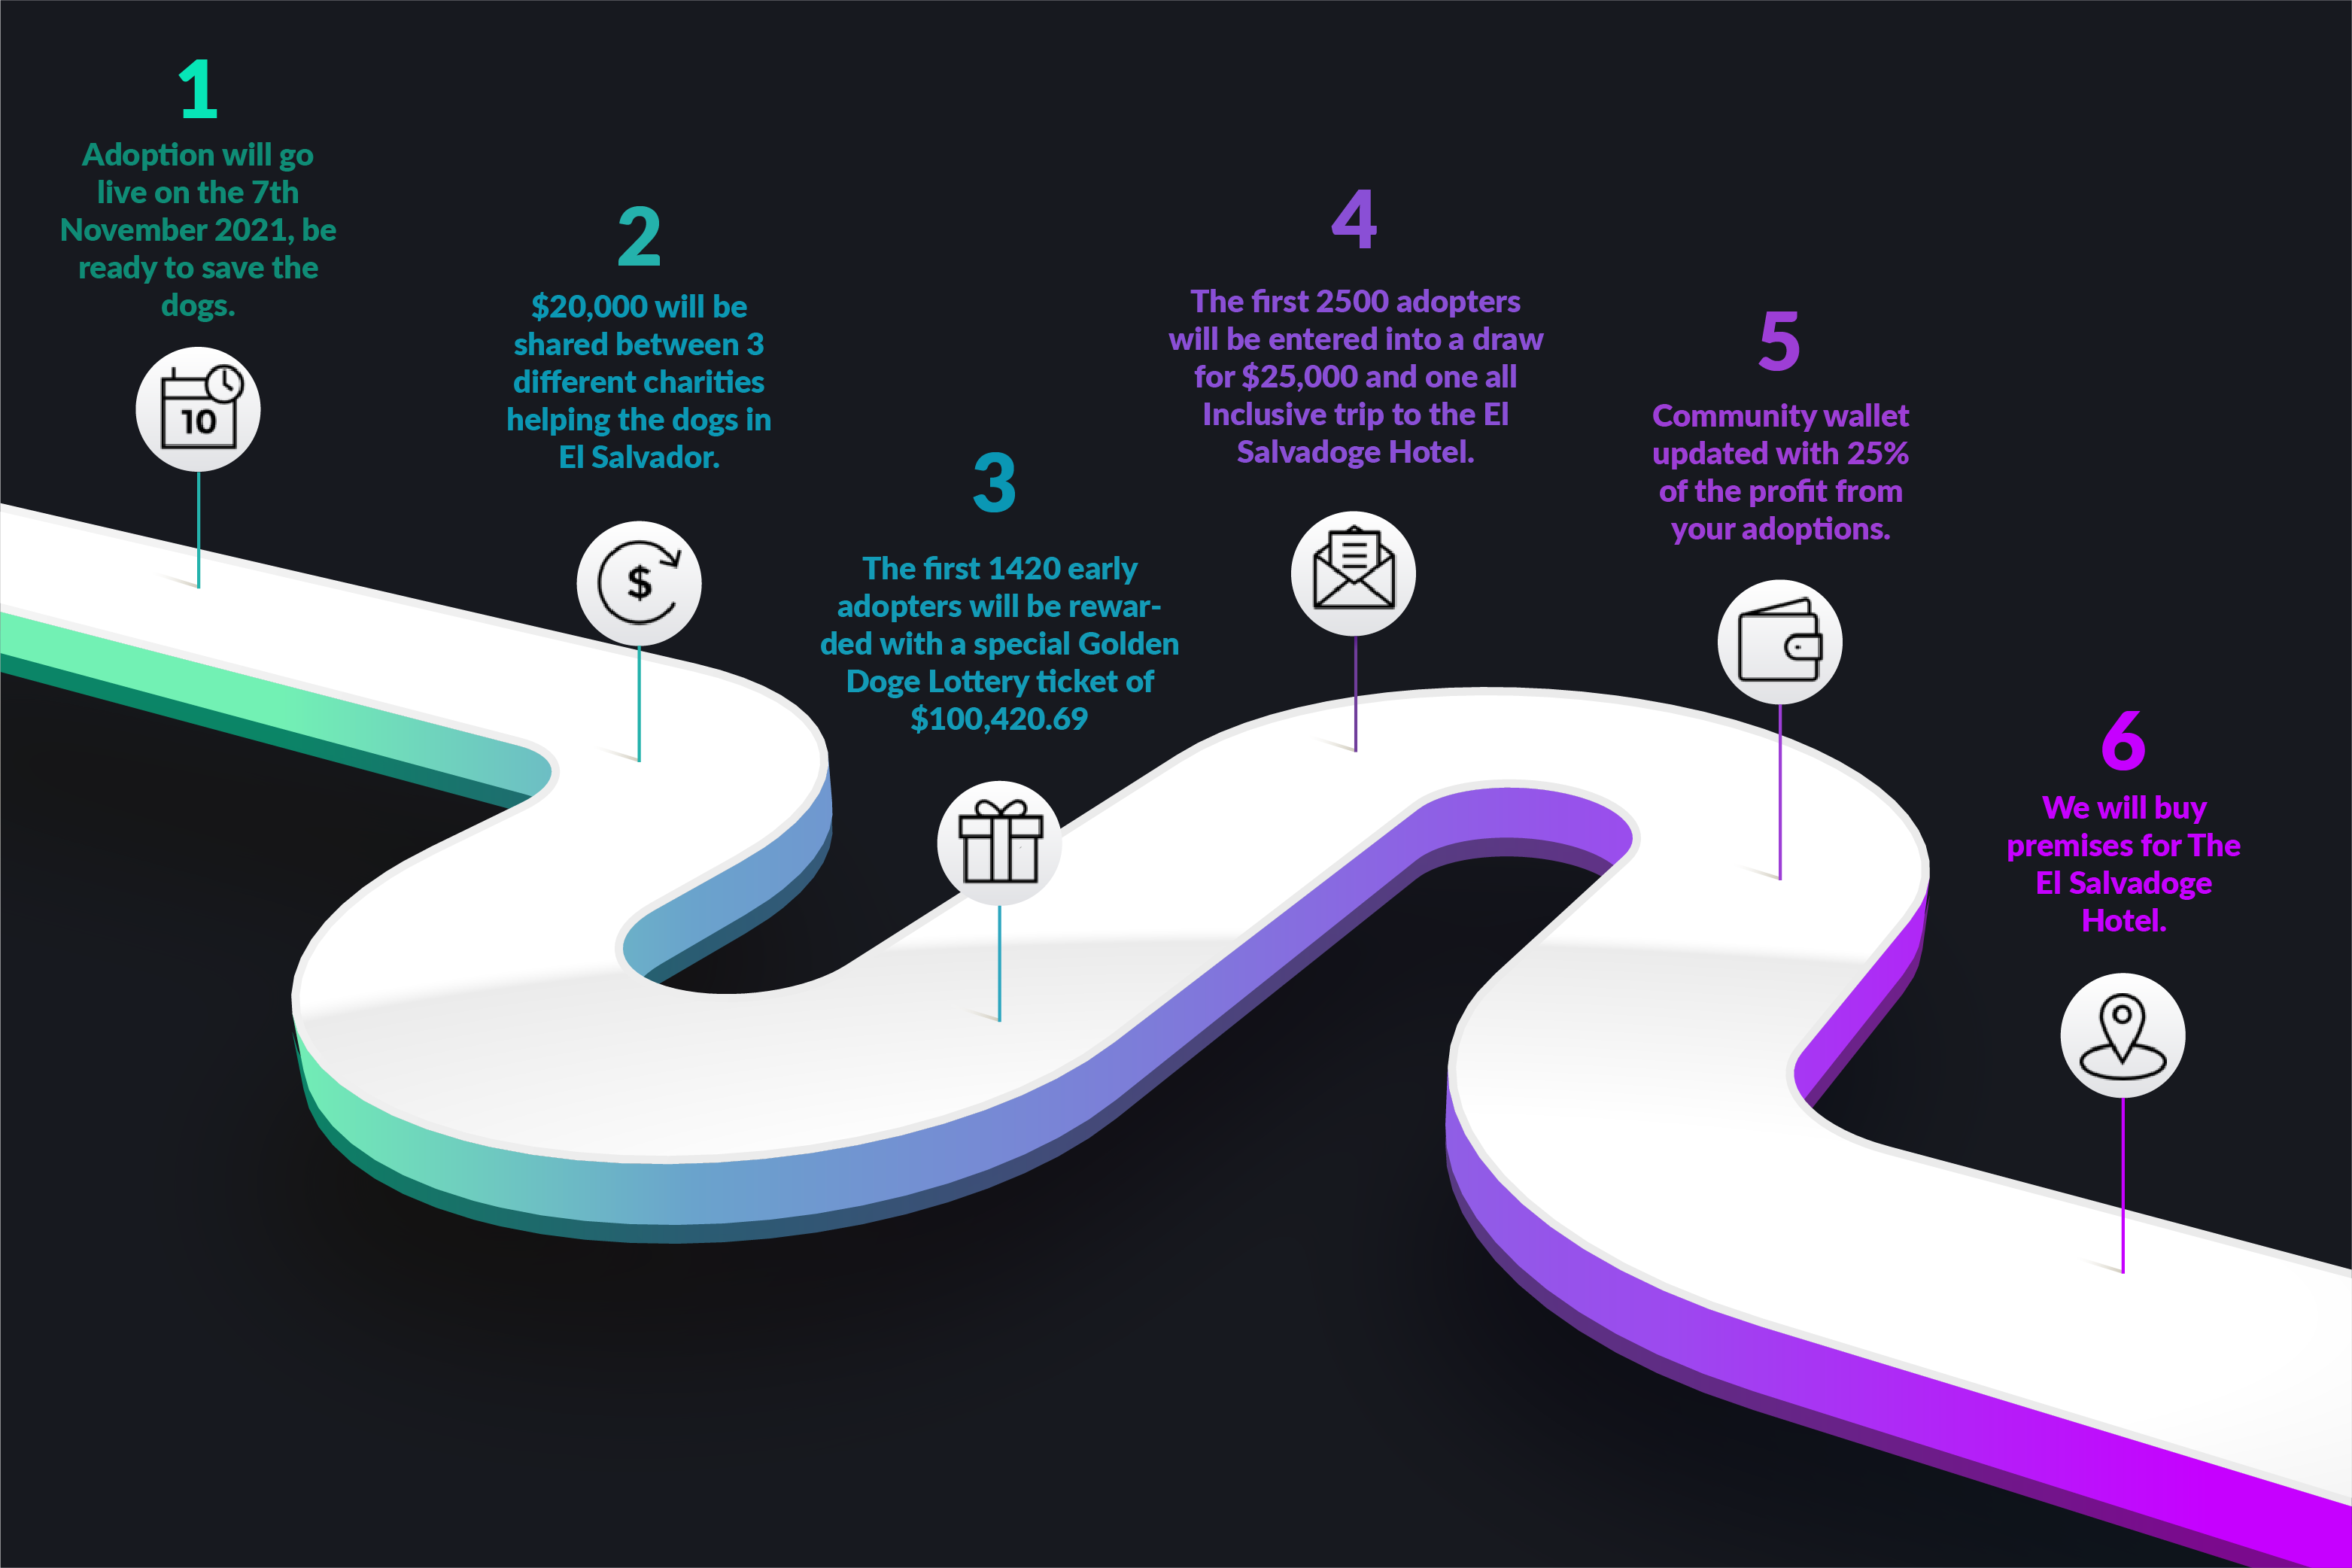 1
Adoption will go
live on the 7th
November 2021, be
ready to save the
dogs.
10
2
$20,000 will be
shared between 3
different charities
helping the dogs in
El Salvador.
$
3
The first 1420 early
adopters will be rewar-
ded with a special Golden
Doge Lottery ticket of
$100,420.69
4
The first 2500 adopters
will be entered into a draw
for $25,000 and one all
Inclusive trip to the El
Salvadoge Hotel.
5
Community wallet
updated with 25%
of the profit from
your adoptions.
6
We will buy
premises for The
El Salvadoge
Hotel.